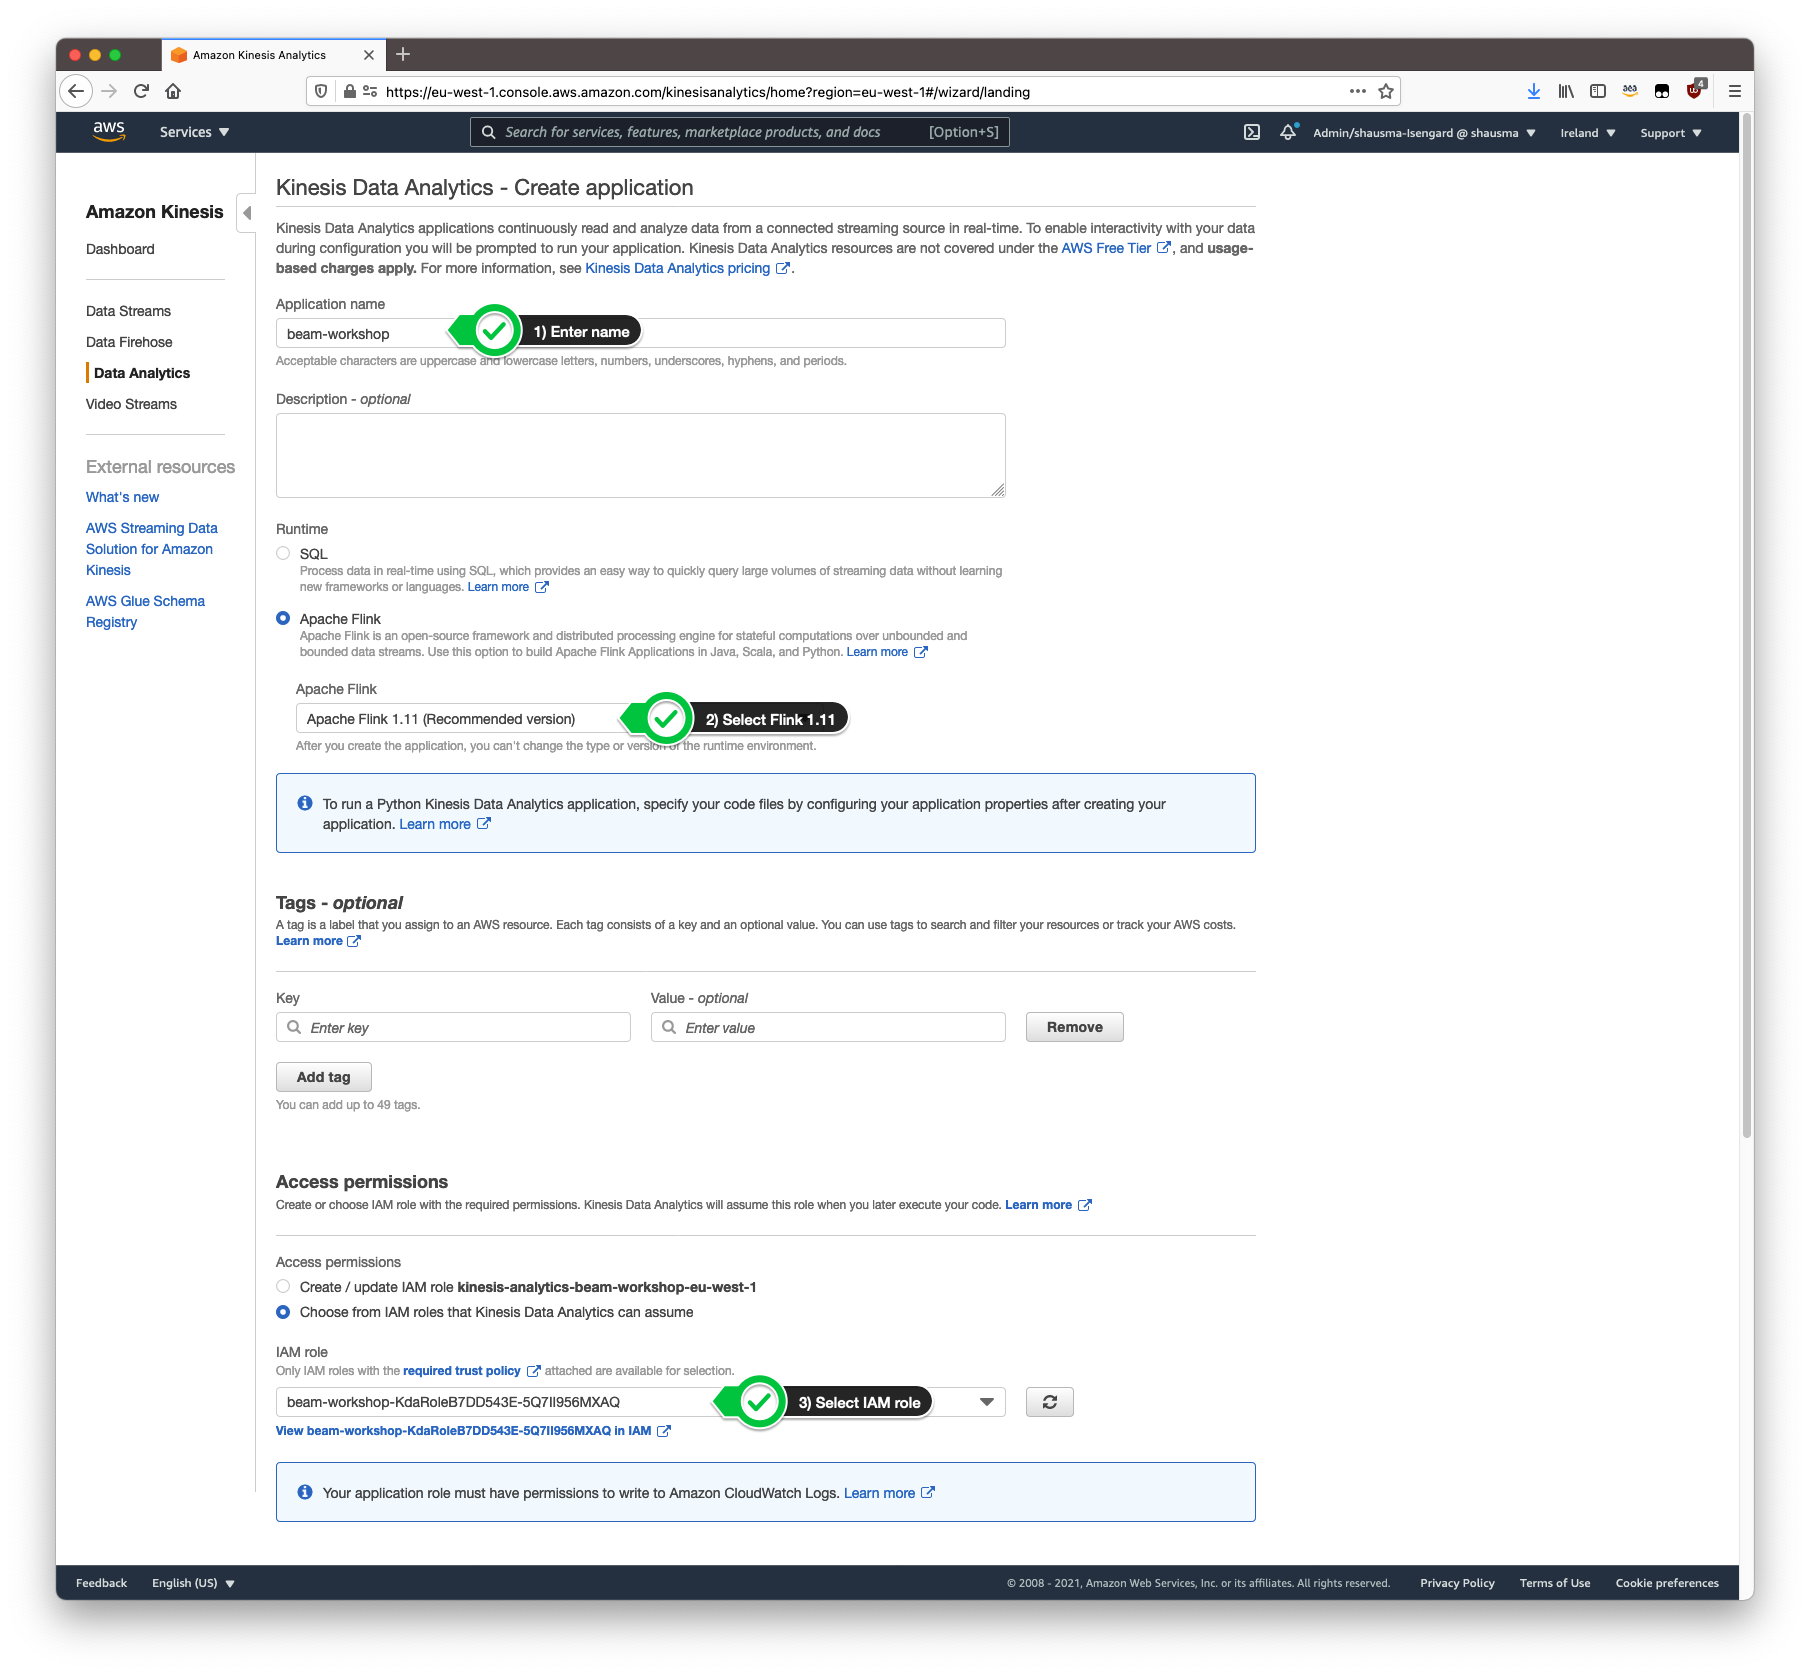 Amazon Kinesis Analytics
https://eu-west-1.console.aws.amazon.com/kinesisanalytics/home?region=eu-west-1#/wizard/landing
aea
4
aws
Services
Search for services, features, marketplace products, and docs
[Option+S]
Admin/shausma-Isengard @ shausma
Ireland
Support
Amazon Kinesis
Dashboard
Data Streams
Data Firehose
Data Analytics
Video Streams
External resources
What's new
AWS Streaming Data
Solution for Amazon
Kinesis
AWS Glue Schema
Registry
Kinesis Data Analytics - Create application
Kinesis Data Analytics applications continuously read and analyze data from a connected streaming source in real-time. To enable interactivity with your data
during configuration you will be prompted to run your application. Kinesis Data Analytics resources are not covered under the AWS Free Tier , and usage-
based charges apply. For more information, see Kinesis Data Analytics pricing .
Application name
beam-workshop
1) Enter name
Acceptable characters are uppercase and lowercase letters, numbers, underscores, hyphens, and periods.
Description - optional
Runtime
SQL
Process data in real-time using SQL, which provides an easy way to quickly query large volumes of streaming data without learning
new frameworks or languages. Learn more
Apache Flink
Apache Flink is an open-source framework and distributed processing engine for stateful computations over unbounded and
bounded data streams. Use this option to build Apache Flink Applications in Java, Scala, and Python. Learn more
Apache Flink
Apache Flink 1.11 (Recommended version)
2) Select Flink 1.11
After you create the application, you can't change the type or version of the runtime environment.
To run a Python Kinesis Data Analytics application, specify your code files by configuring your application properties after creating your
application. Learn more
Tags - optional
A tag is a label that you assign to an AWS resource. Each tag consists of a key and an optional value. You can use tags to search and filter your resources or track your AWS costs.
Learn more
Key
Value - optional
Enter key
Enter value
Remove
Add tag
You can add up to 49 tags.
Access permissions
Create or choose IAM role with the required permissions. Kinesis Data Analytics will assume this role when you later execute your code. Learn more
Access permissions
Create / update IAM role kinesis-analytics-beam-workshop-eu-west-1
Choose from IAM roles that Kinesis Data Analytics can assume
IAM role
Only IAM roles with the required trust policy attached are available for selection.
beam-workshop-KdaRoleB7DD543E-5Q7II956MXAQ
3) Select IAM role
View beam-workshop-KdaRoleB7DD543E-5Q7II956MXAQ in IAM
Your application role must have permissions to write to Amazon CloudWatch Logs. Learn more
Feedback
English (US)
© 2008 - 2021, Amazon Web Services, Inc. or its affiliates. All rights reserved.
Privacy Policy
Terms of Use
Cookie preferences